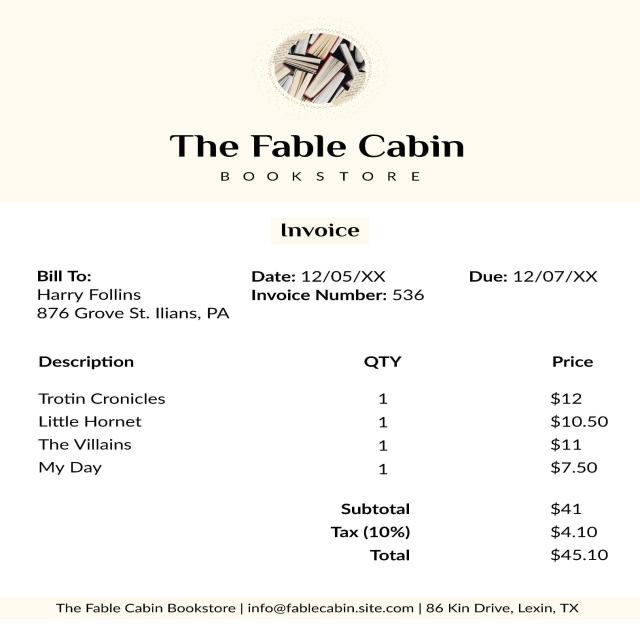 The Fable Cabin
BOOKSTORE
Invoice
Bill To:
Harry Follins
876 Grove St. Ilians, PA
Date: 12/05/XX
Invoice Number: 536
Due: 12/07/XX
Description QTY Price
Trotin Cronicles 1 $12
Little Hornet 1 $10.50
The Villains 1 $11
My Day 1 $7.50
Subtotal $41
Tax (10%) $4.10
Total $45.10
The Fable Cabin Bookstore | info@fablecabin.site.com | 86 Kin Drive, Lexin, TX